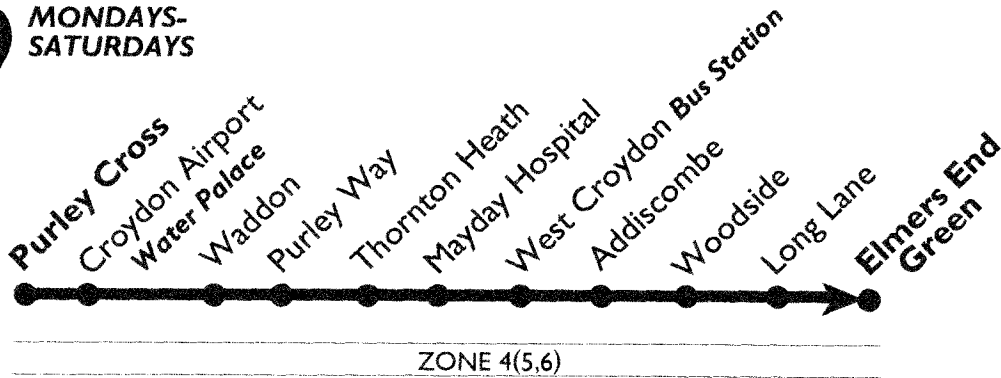 MONDAYS-
SATURDAYS
Purley Cross
Croydon Airport
Water Palace
Waddon
Purley Way
Thornton Heath
Mayday Hospital
West Croydon Bus Station
Addiscombe
Woodside
Long Lane
Elmers End
Green
ZONE 4(5,6)